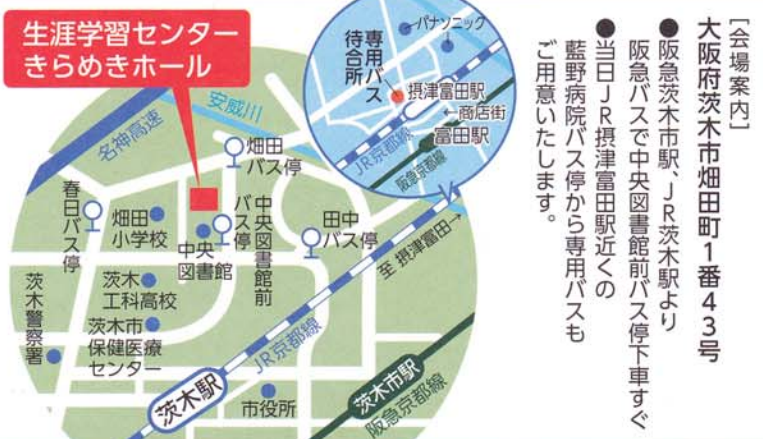 [会場案内]
大阪府茨木市畑田町1番43号
●阪急茨木市駅、JR茨木駅より
阪急バスで中央図書館前バス停下車すぐ
●当日JR摂津富田駅近くの
藍野病院バス停から専用バスも
ご用意いたします。
生涯学習センター
きらめきホール
パナソニック
専用バス
待合所
摂津富田駅
←商店街
富田駅
JR京都線
阪急京都線
安威川
名神高速
畑田
バス停
春日バス停
畑田
小学校
中央
図書館
中央図書館前
バス停
田中
バス停
至 摂津富田→
茨木
工科高校
茨木警察署
茨木市
保健医療
センター
JR京都線
茨木駅
市役所
茨木市駅
阪急京都線